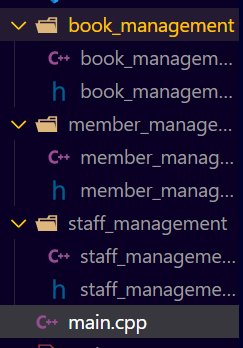 book_management
book_managem...
h book_managem...
member_manage...
member_manag...
h member_manag...
staff_management
staff_manageme...
h staff_manageme...
main.cpp